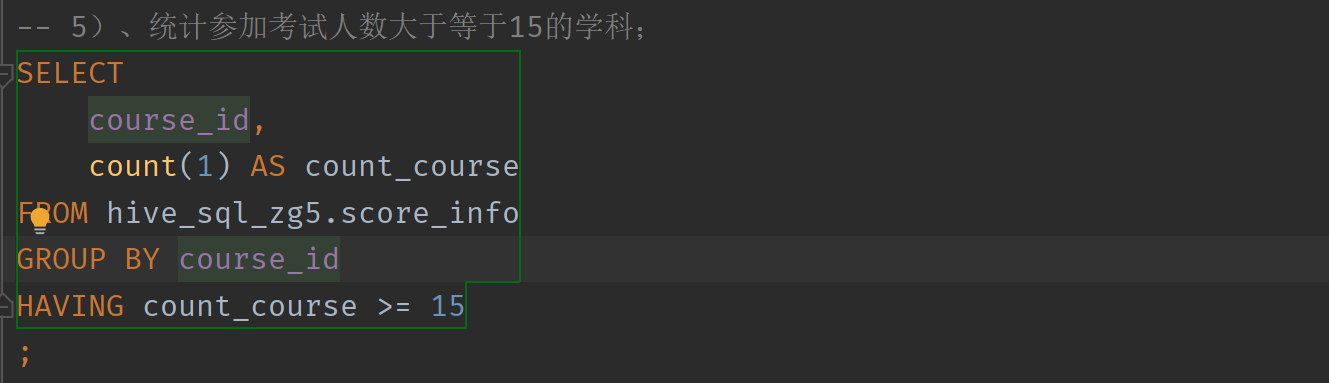 -- 5）、统计参加考试人数大于等于15的学科；
SELECT
    course_id,
    count(1) AS count_course
FROM hive_sql_zg5.score_info
GROUP BY course_id
HAVING count_course >= 15
;